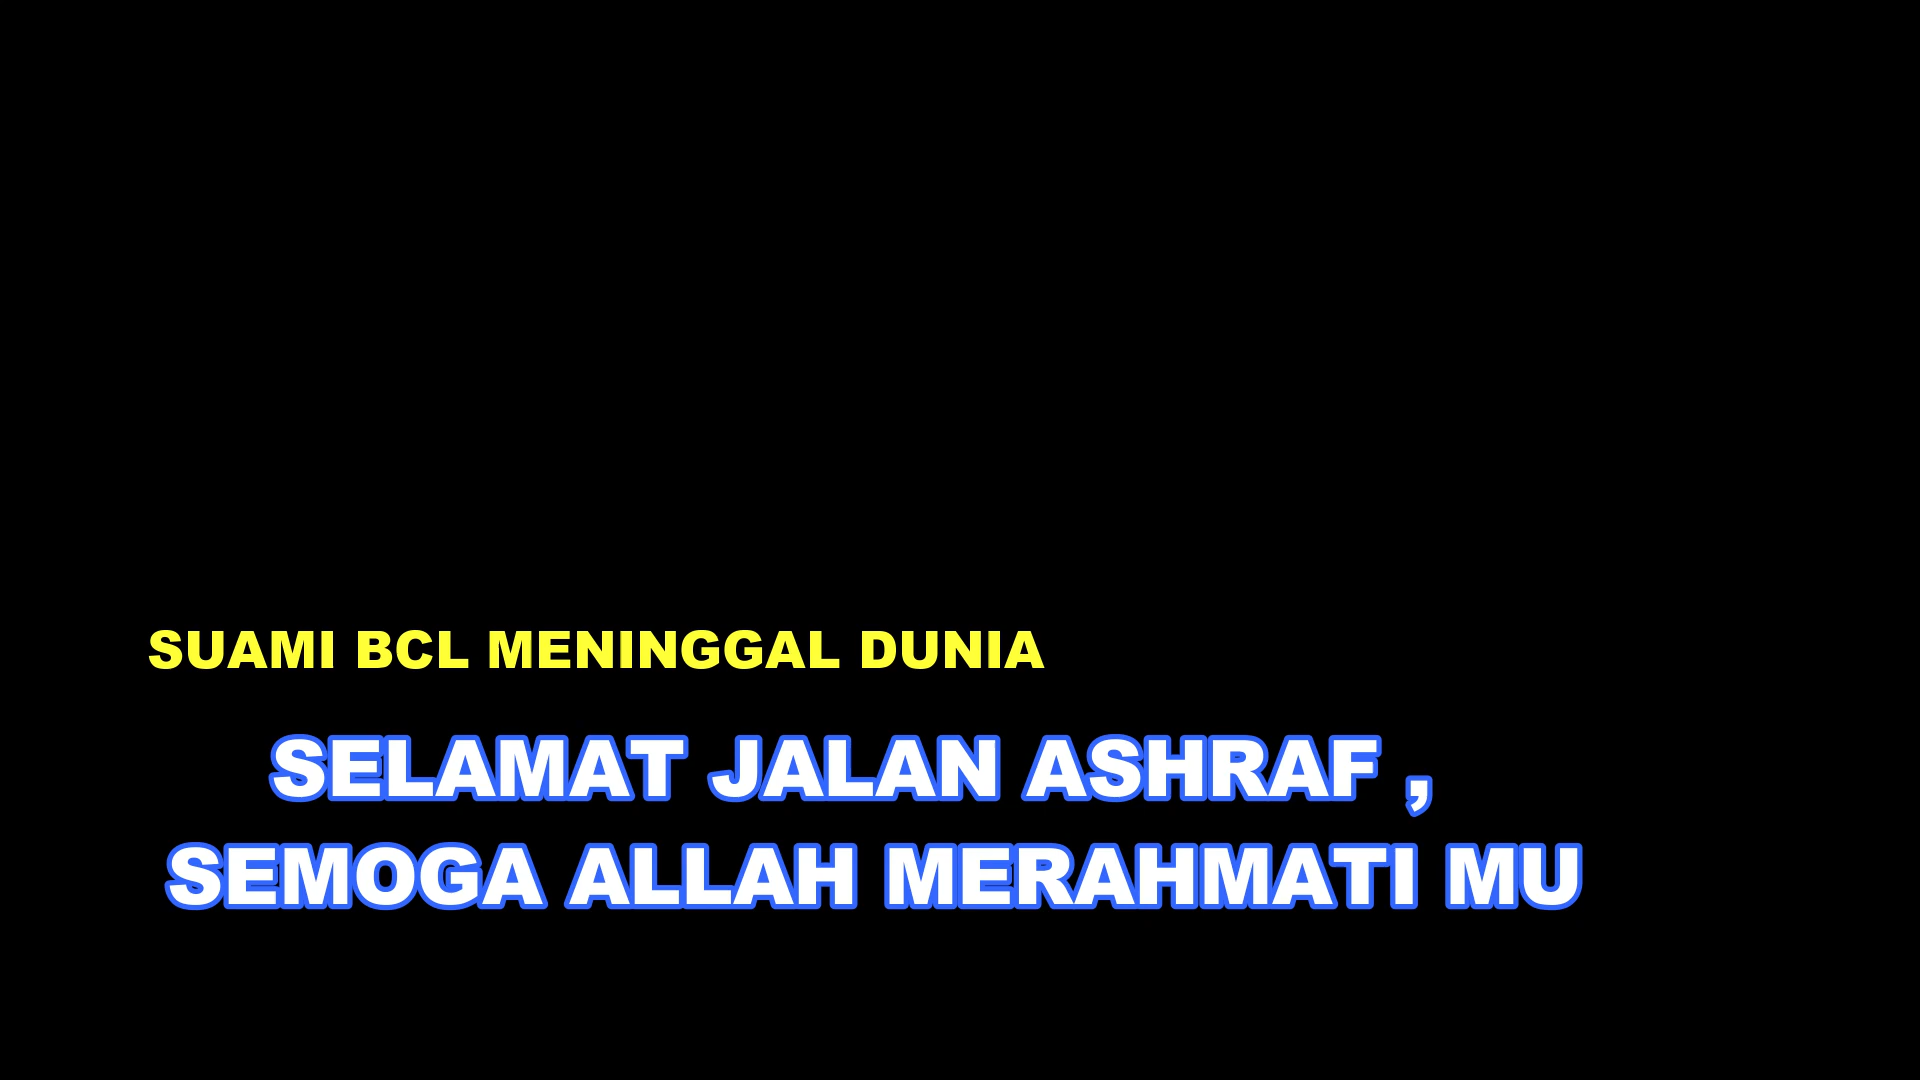 SUAMI BCL MENINGGAL DUNIA
SELAMAT JALAN ASHRAF ,
SEMOGA ALLAH MERAHMATI MU